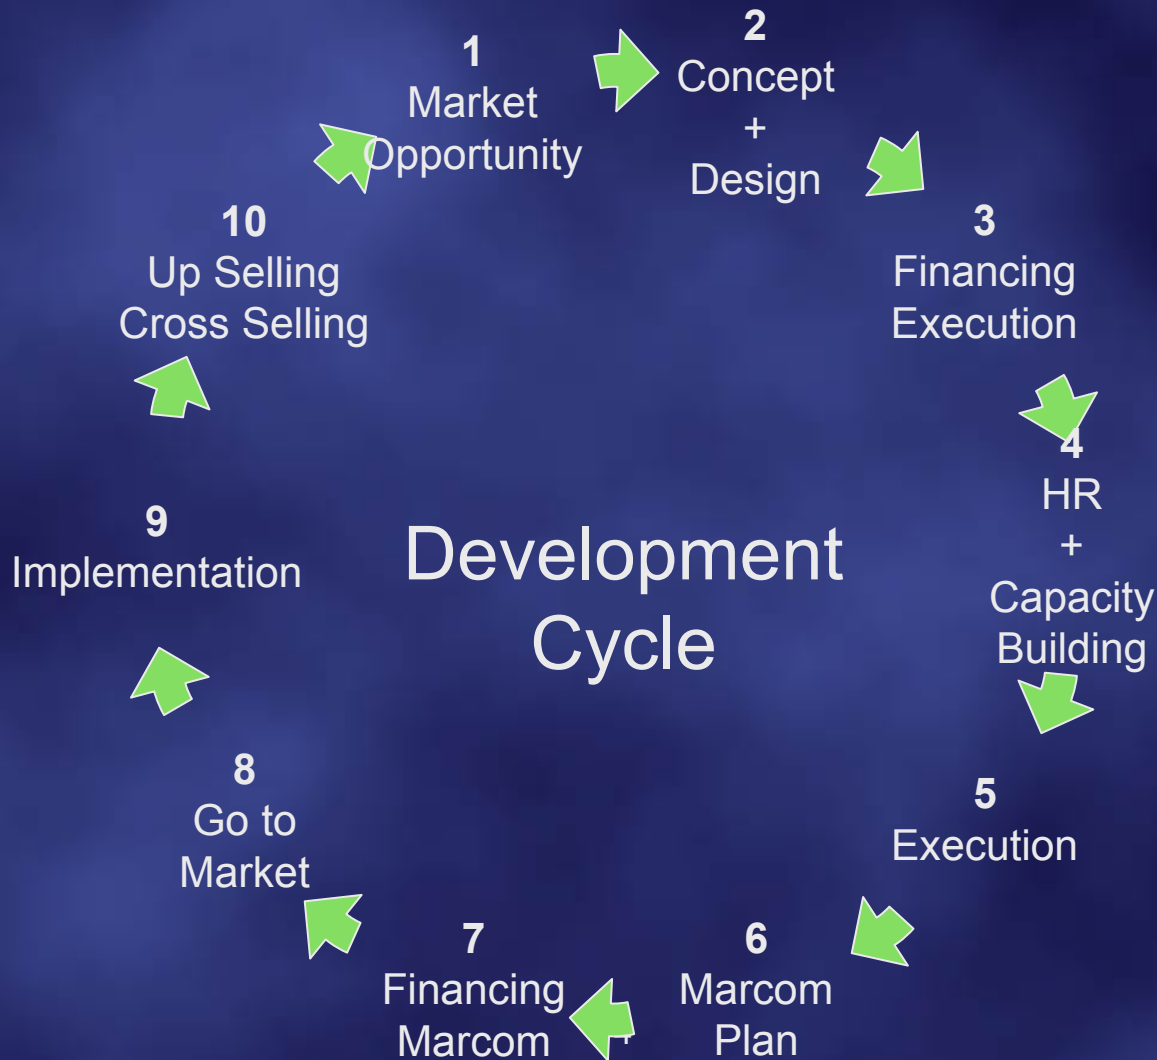 1
Market
Opportunity
2
Concept
+
Design
3
Financing
Execution
4
HR
+
Capacity
Building
5
Execution
6
Marcom
Plan
7
Financing
Marcom
8
Go to
Market
9
Implementation
10
Up Selling
Cross Selling
Development
Cycle